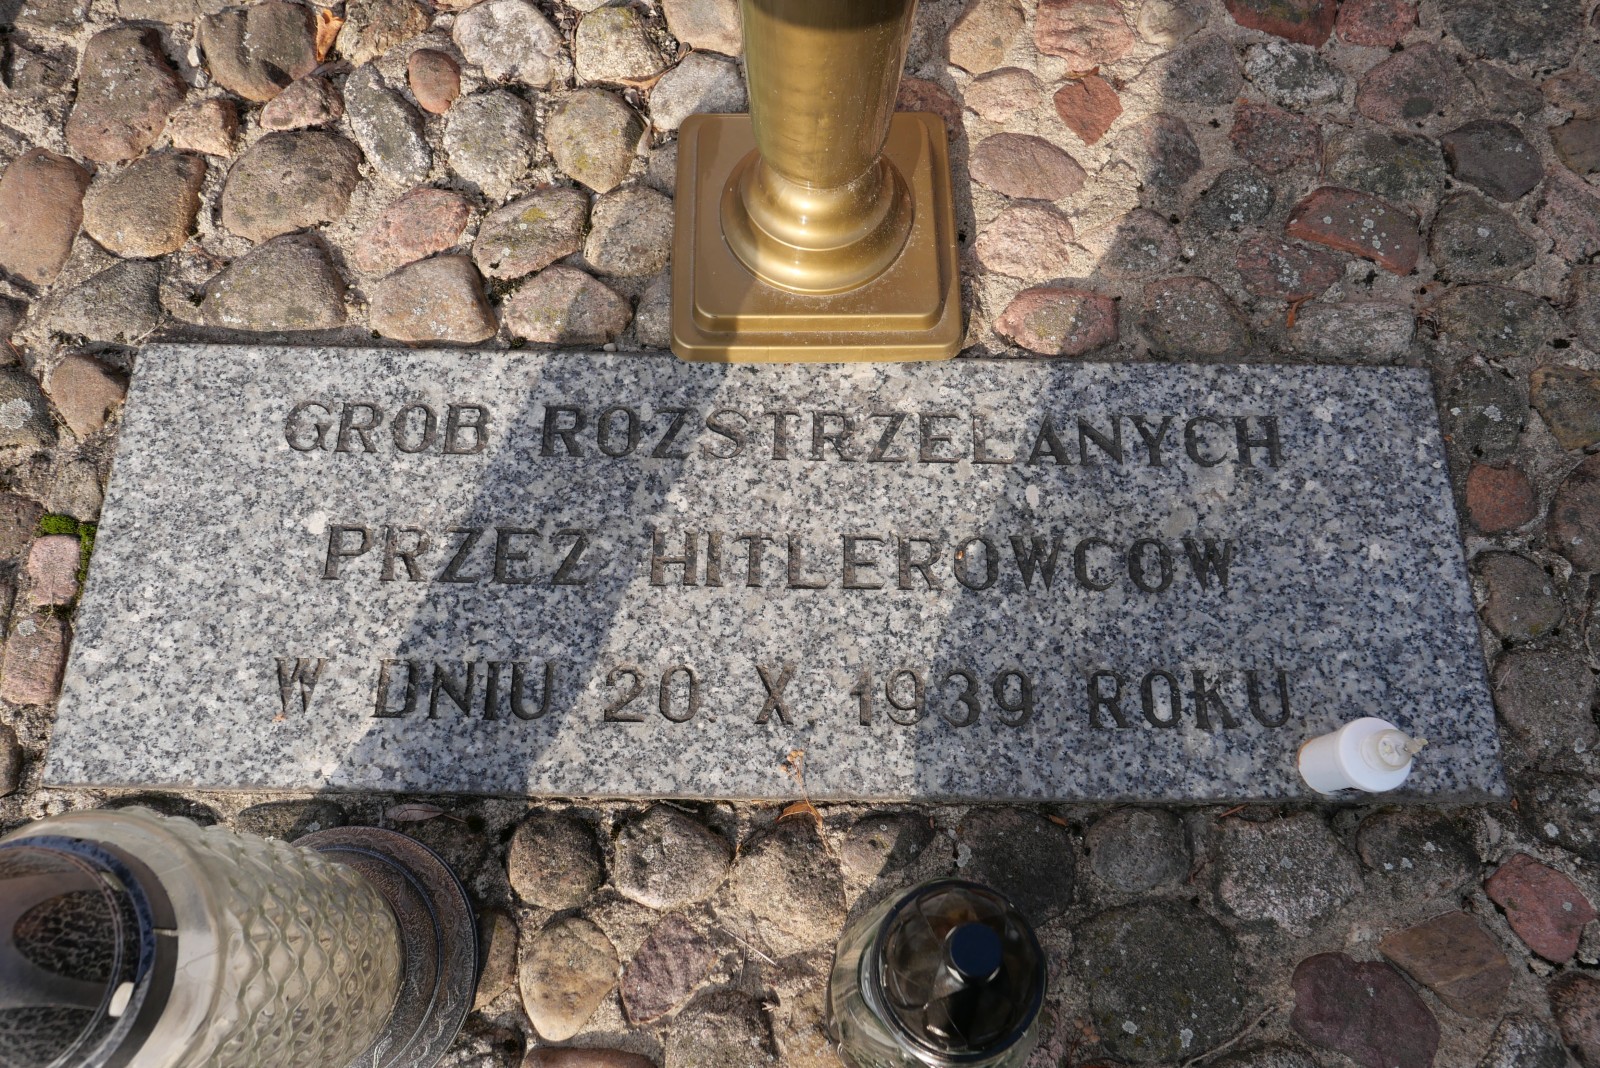 GROB ROZSTRZELANYCH
PRZEZ HITLEROWCOW
W DNIU 20 X 1939 ROKU